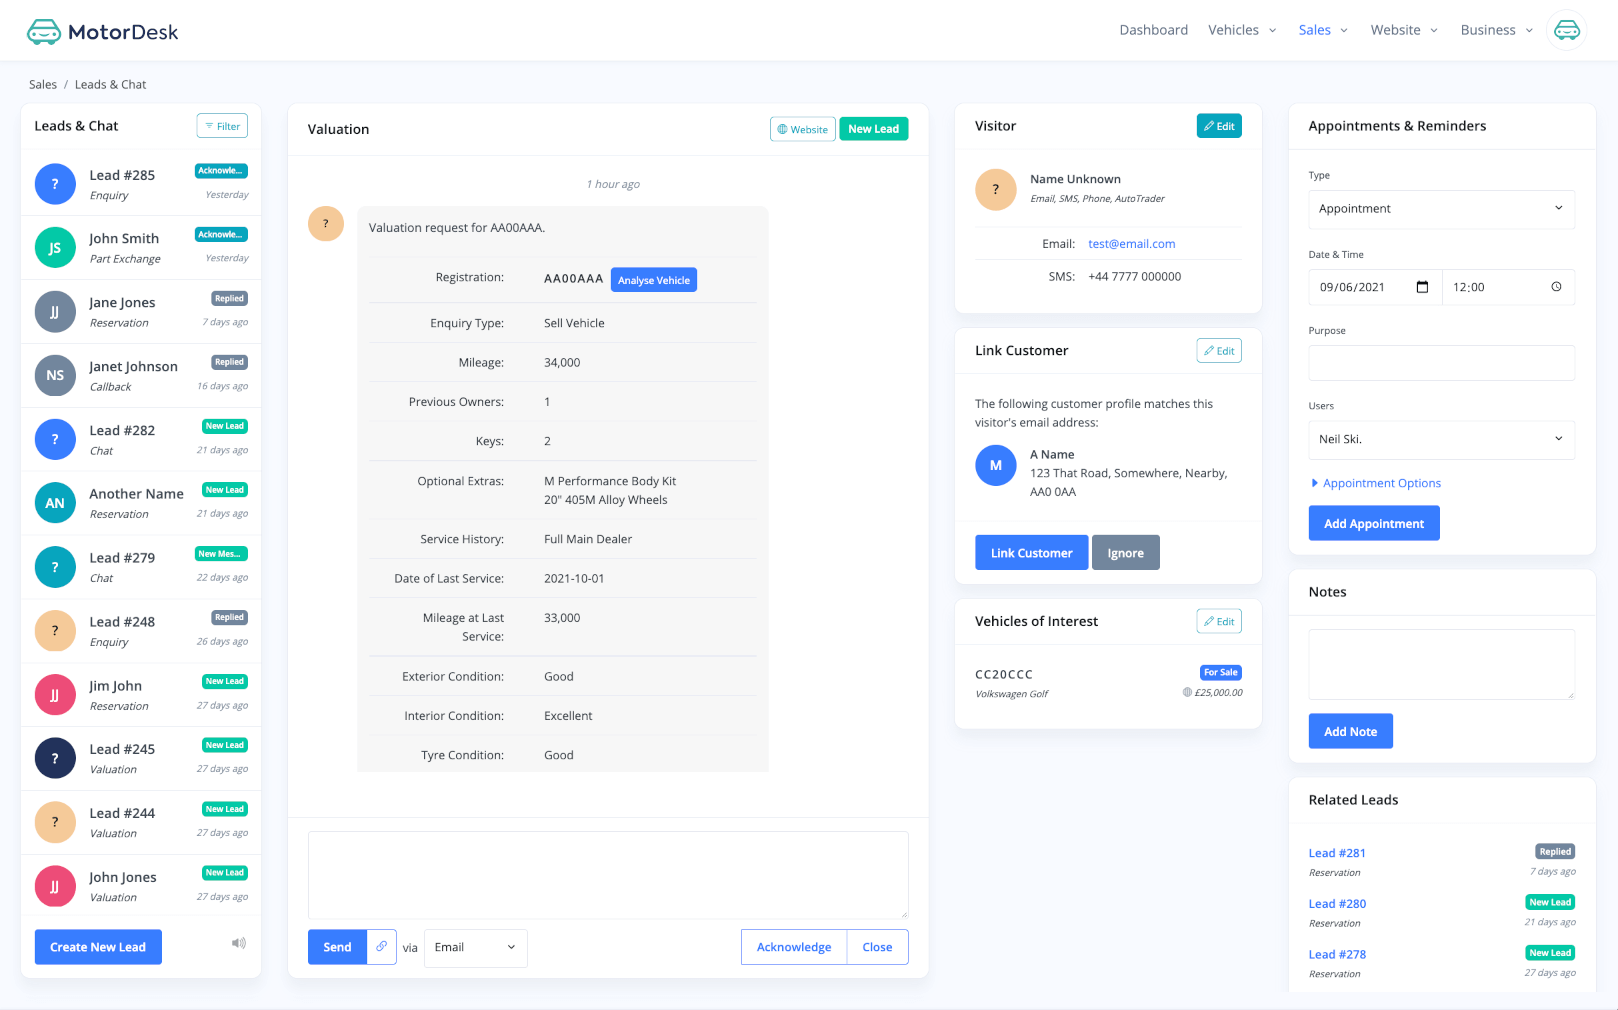 MotorDesk
Dashboard Vehicles Sales Website Business
Sales / Leads & Chat
Leads & Chat
Filter
? Lead #285 Acknowle...
Enquiry Yesterday
JS John Smith Acknowle...
Part Exchange Yesterday
JJ Jane Jones Replied
Reservation 7 days ago
NS Janet Johnson Replied
Callback 16 days ago
? Lead #282 New Lead
Chat 21 days ago
AN Another Name New Lead
Reservation 21 days ago
? Lead #279 New Mes...
Chat 22 days ago
? Lead #248 Replied
Enquiry 26 days ago
JJ Jim John New Lead
Reservation 27 days ago
? Lead #245 New Lead
Valuation 27 days ago
? Lead #244 New Lead
Valuation 27 days ago
JJ John Jones New Lead
Valuation 27 days ago
Create New Lead
Valuation
Website New Lead
1 hour ago
?
Valuation request for AA00AAA.
Registration: AA00AAA Analyse Vehicle
Enquiry Type: Sell Vehicle
Mileage: 34,000
Previous Owners: 1
Keys: 2
Optional Extras: M Performance Body Kit
20" 405M Alloy Wheels
Service History: Full Main Dealer
Date of Last Service: 2021-10-01
Mileage at Last 33,000
Service:
Exterior Condition: Good
Interior Condition: Excellent
Tyre Condition: Good
Send via Email Acknowledge Close
Visitor Edit
? Name Unknown
Email, SMS, Phone, AutoTrader
Email: test@email.com
SMS: +44 7777 000000
Link Customer Edit
The following customer profile matches this
visitor's email address:
M A Name
123 That Road, Somewhere, Nearby,
AA0 0AA
Link Customer Ignore
Vehicles of Interest Edit
CC20CCC For Sale
Volkswagen Golf £25,000.00
Appointments & Reminders
Type
Appointment
Date & Time
09/06/2021 12:00
Purpose
Users
Neil Ski.
Appointment Options
Add Appointment
Notes
Add Note
Related Leads
Lead #281 Replied
Reservation 7 days ago
Lead #280 New Lead
Reservation 21 days ago
Lead #278 New Lead
Reservation 27 days ago